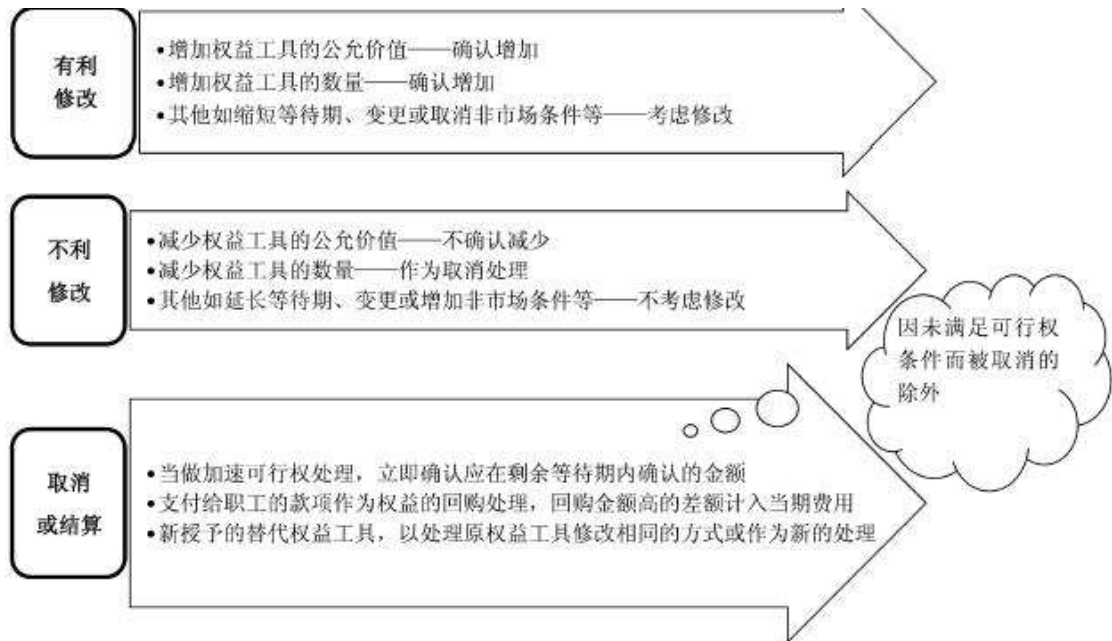 有利
修改
•增加权益工具的公允价值——确认增加
•增加权益工具的数量——确认增加
•其他如缩短等待期、变更或取消非市场条件等——考虑修改
不利
修改
•减少权益工具的公允价值——不确认减少
•减少权益工具的数量——作为取消处理
•其他如延长等待期、变更或增加非市场条件等——不考虑修改
因未满足可行权
条件而被取消的
除外
取消
或结算
•当做加速可行权处理，立即确认应在剩余等待期内确认的金额
•支付给职工的款项作为权益的回购处理，回购金额高的差额计入当期费用
•新授予的替代权益工具，以处理原权益工具修改相同的方式或作为新的处理